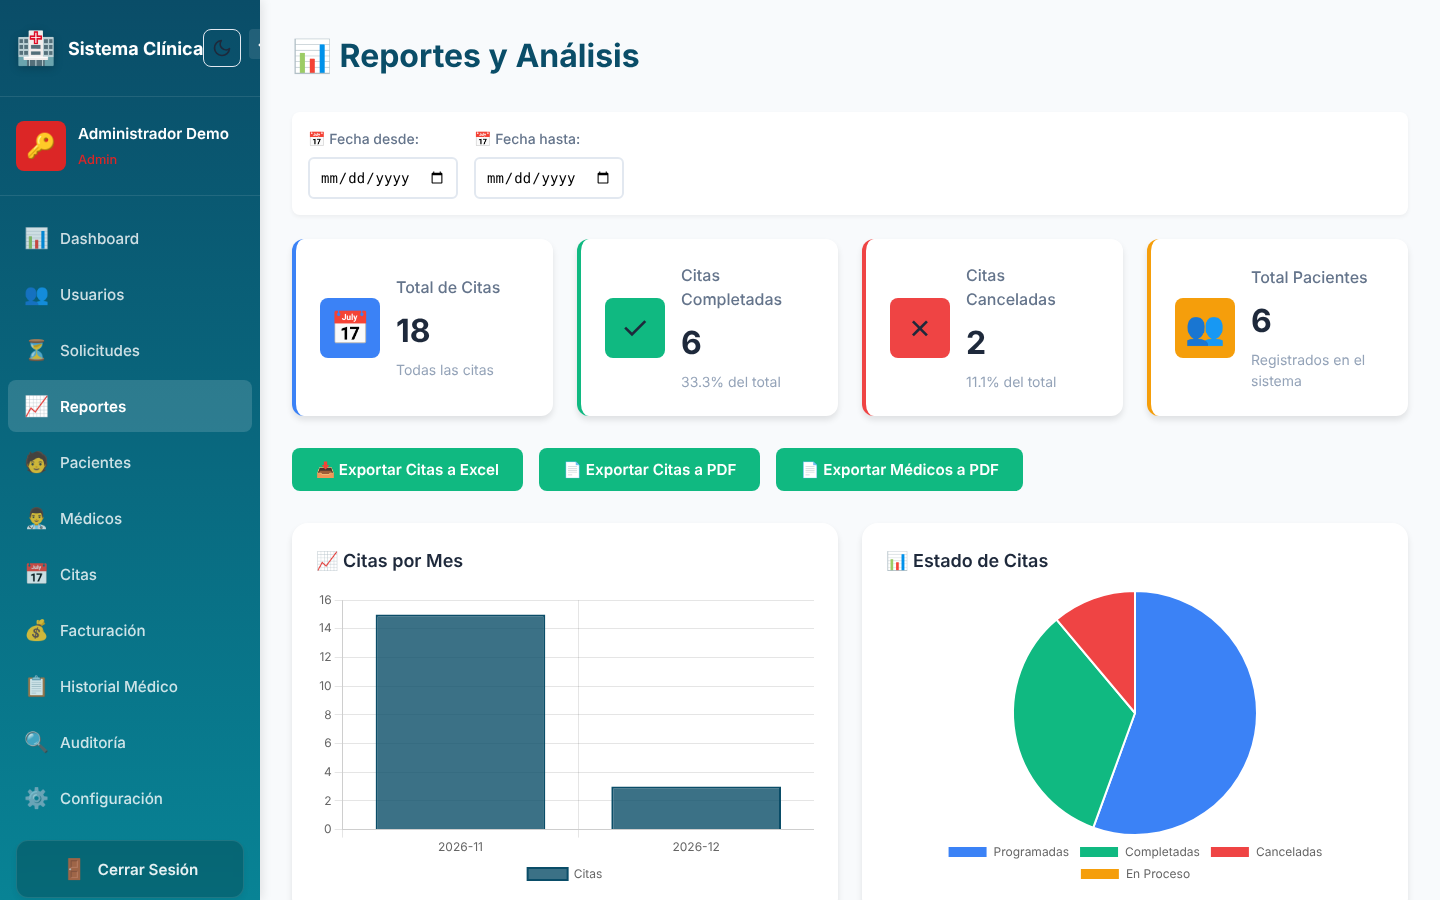 Sistema Clínica
Administrador Demo
Admin
Dashboard
Usuarios
Solicitudes
Reportes
Pacientes
Médicos
Citas
Facturación
Historial Médico
Auditoría
Configuración
Cerrar Sesión
Reportes y Análisis
Fecha desde:
Fecha hasta:
mm/dd/yyyy
mm/dd/yyyy
July
17
Total de Citas
18
Todas las citas
Citas
Completadas
6
33.3% del total
Citas
Canceladas
2
11.1% del total
Total Pacientes
6
Registrados en el
sistema
Exportar Citas a Excel
Exportar Citas a PDF
Exportar Médicos a PDF
Citas por Mes
16
14
12
10
8
6
4
2
0
2026-11
2026-12
Citas
Estado de Citas
Programadas
Completadas
Canceladas
En Proceso